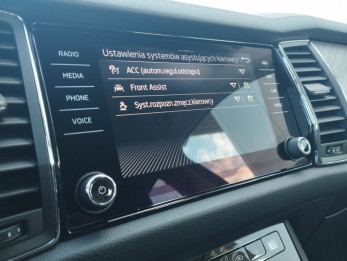 RADIO
MEDIA
PHONE
VOICE
Ustawienia systemów asystujących kierowcy
ACC (autom.regul.odstępu)
Front Assist
Syst.rozpozn.zmęcz.kierowcy